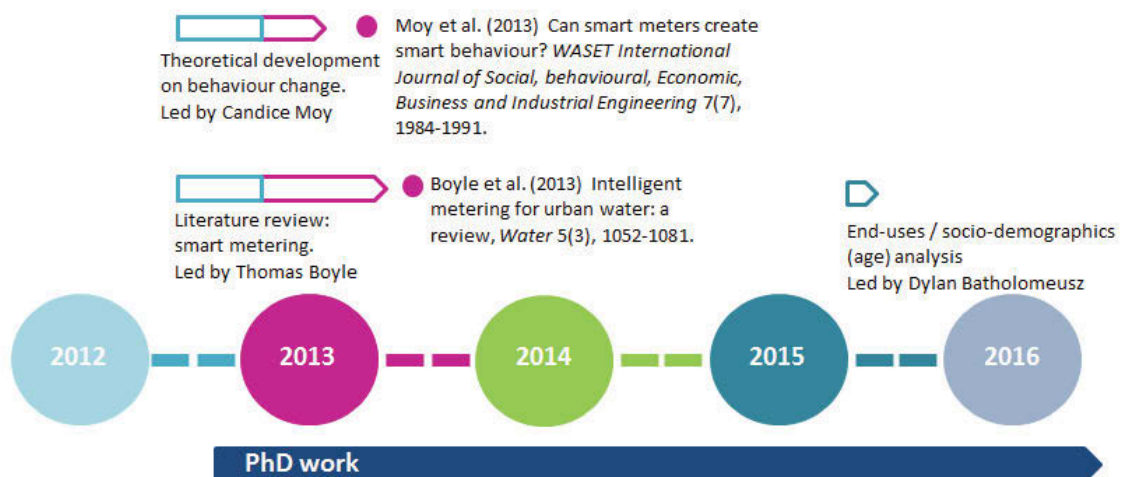 Moy et al. (2013) Can smart meters create
smart behaviour? WASET International
Journal of Social, behavioural, Economic,
Business and Industrial Engineering 7(7),
1984-1991.
Theoretical development
on behaviour change.
Led by Candice Moy
Boyle et al. (2013) Intelligent
metering for urban water: a
review, Water 5(3), 1052-1081.
Literature review:
smart metering.
Led by Thomas Boyle
End-uses / socio-demographics
(age) analysis
Led by Dylan Batholomeusz
2012
2013
2014
2015
2016
PhD work